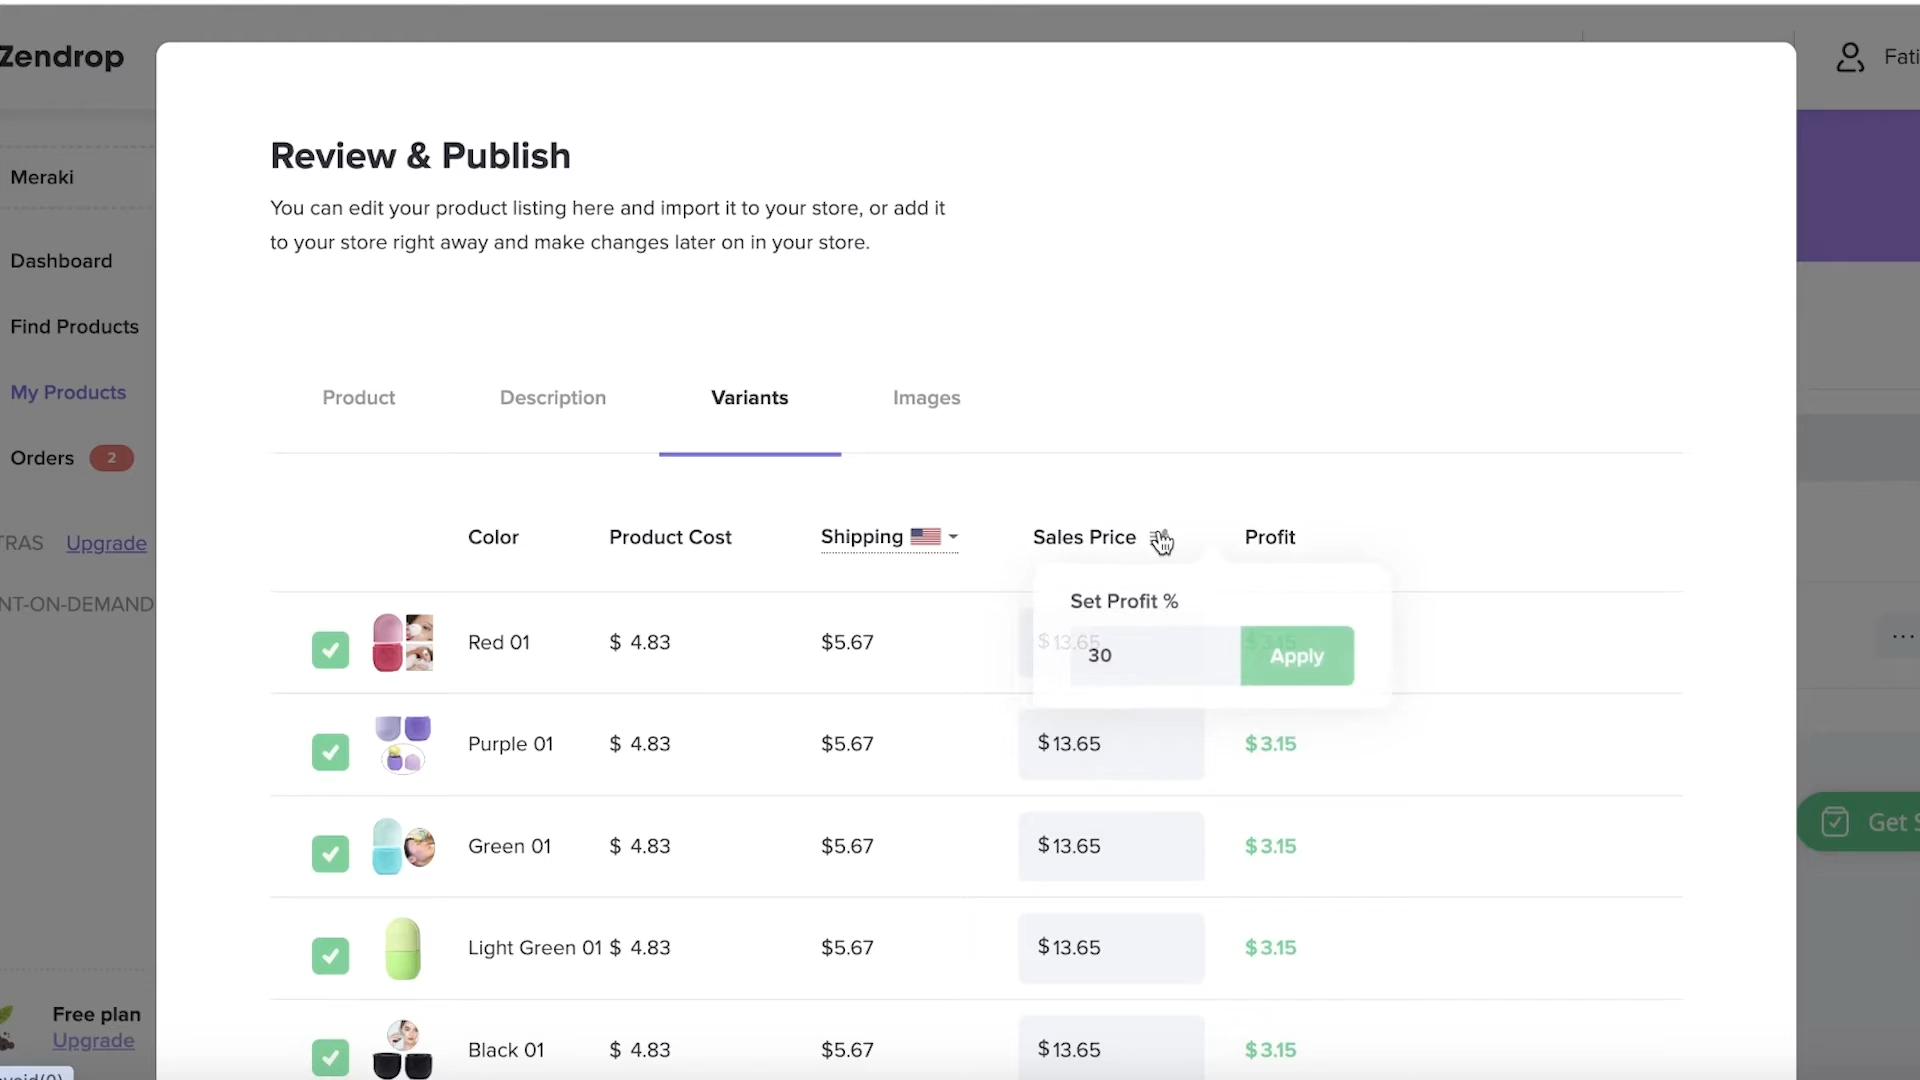 Zendrop
Fati
Meraki
Dashboard
Find Products
My Products
Orders 2
TRAS Upgrade
NT-ON-DEMAND
Free plan
Upgrade
Review & Publish
You can edit your product listing here and import it to your store, or add it
to your store right away and make changes later on in your store.
Product Description Variants Images
Color Product Cost Shipping Sales Price Profit
Set Profit %
30 Apply
Red 01 $ 4.83 $5.67 $13.65 $3.15
Purple 01 $ 4.83 $5.67 $13.65 $3.15
Green 01 $ 4.83 $5.67 $13.65 $3.15
Light Green 01 $ 4.83 $5.67 $13.65 $3.15
Black 01 $ 4.83 $5.67 $13.65 $3.15
...
Get